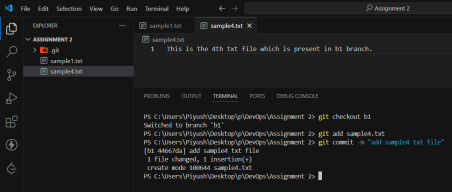 File Edit Selection View Go Run ...
Assignment 2
EXPLORER
ASSIGNMENT 2
.git
sample1.txt
sample4.txt
sample1.txt
sample4.txt
sample4.txt
1 This is the 4th txt file which is present in b1 branch.
PROBLEMS OUTPUT TERMINAL PORTS DEBUG CONSOLE
PS C:\Users\Piyush\Desktop\p\DevOps\Assignment 2> git checkout b1
Switched to branch 'b1'
PS C:\Users\Piyush\Desktop\p\DevOps\Assignment 2> git add sample4.txt
PS C:\Users\Piyush\Desktop\p\DevOps\Assignment 2> git commit -m "add sample4 txt file"
[b1 44667da] add sample4 txt file
1 file changed, 1 insertion(+)
create mode 100644 sample4.txt
PS C:\Users\Piyush\Desktop\p\DevOps\Assignment 2>